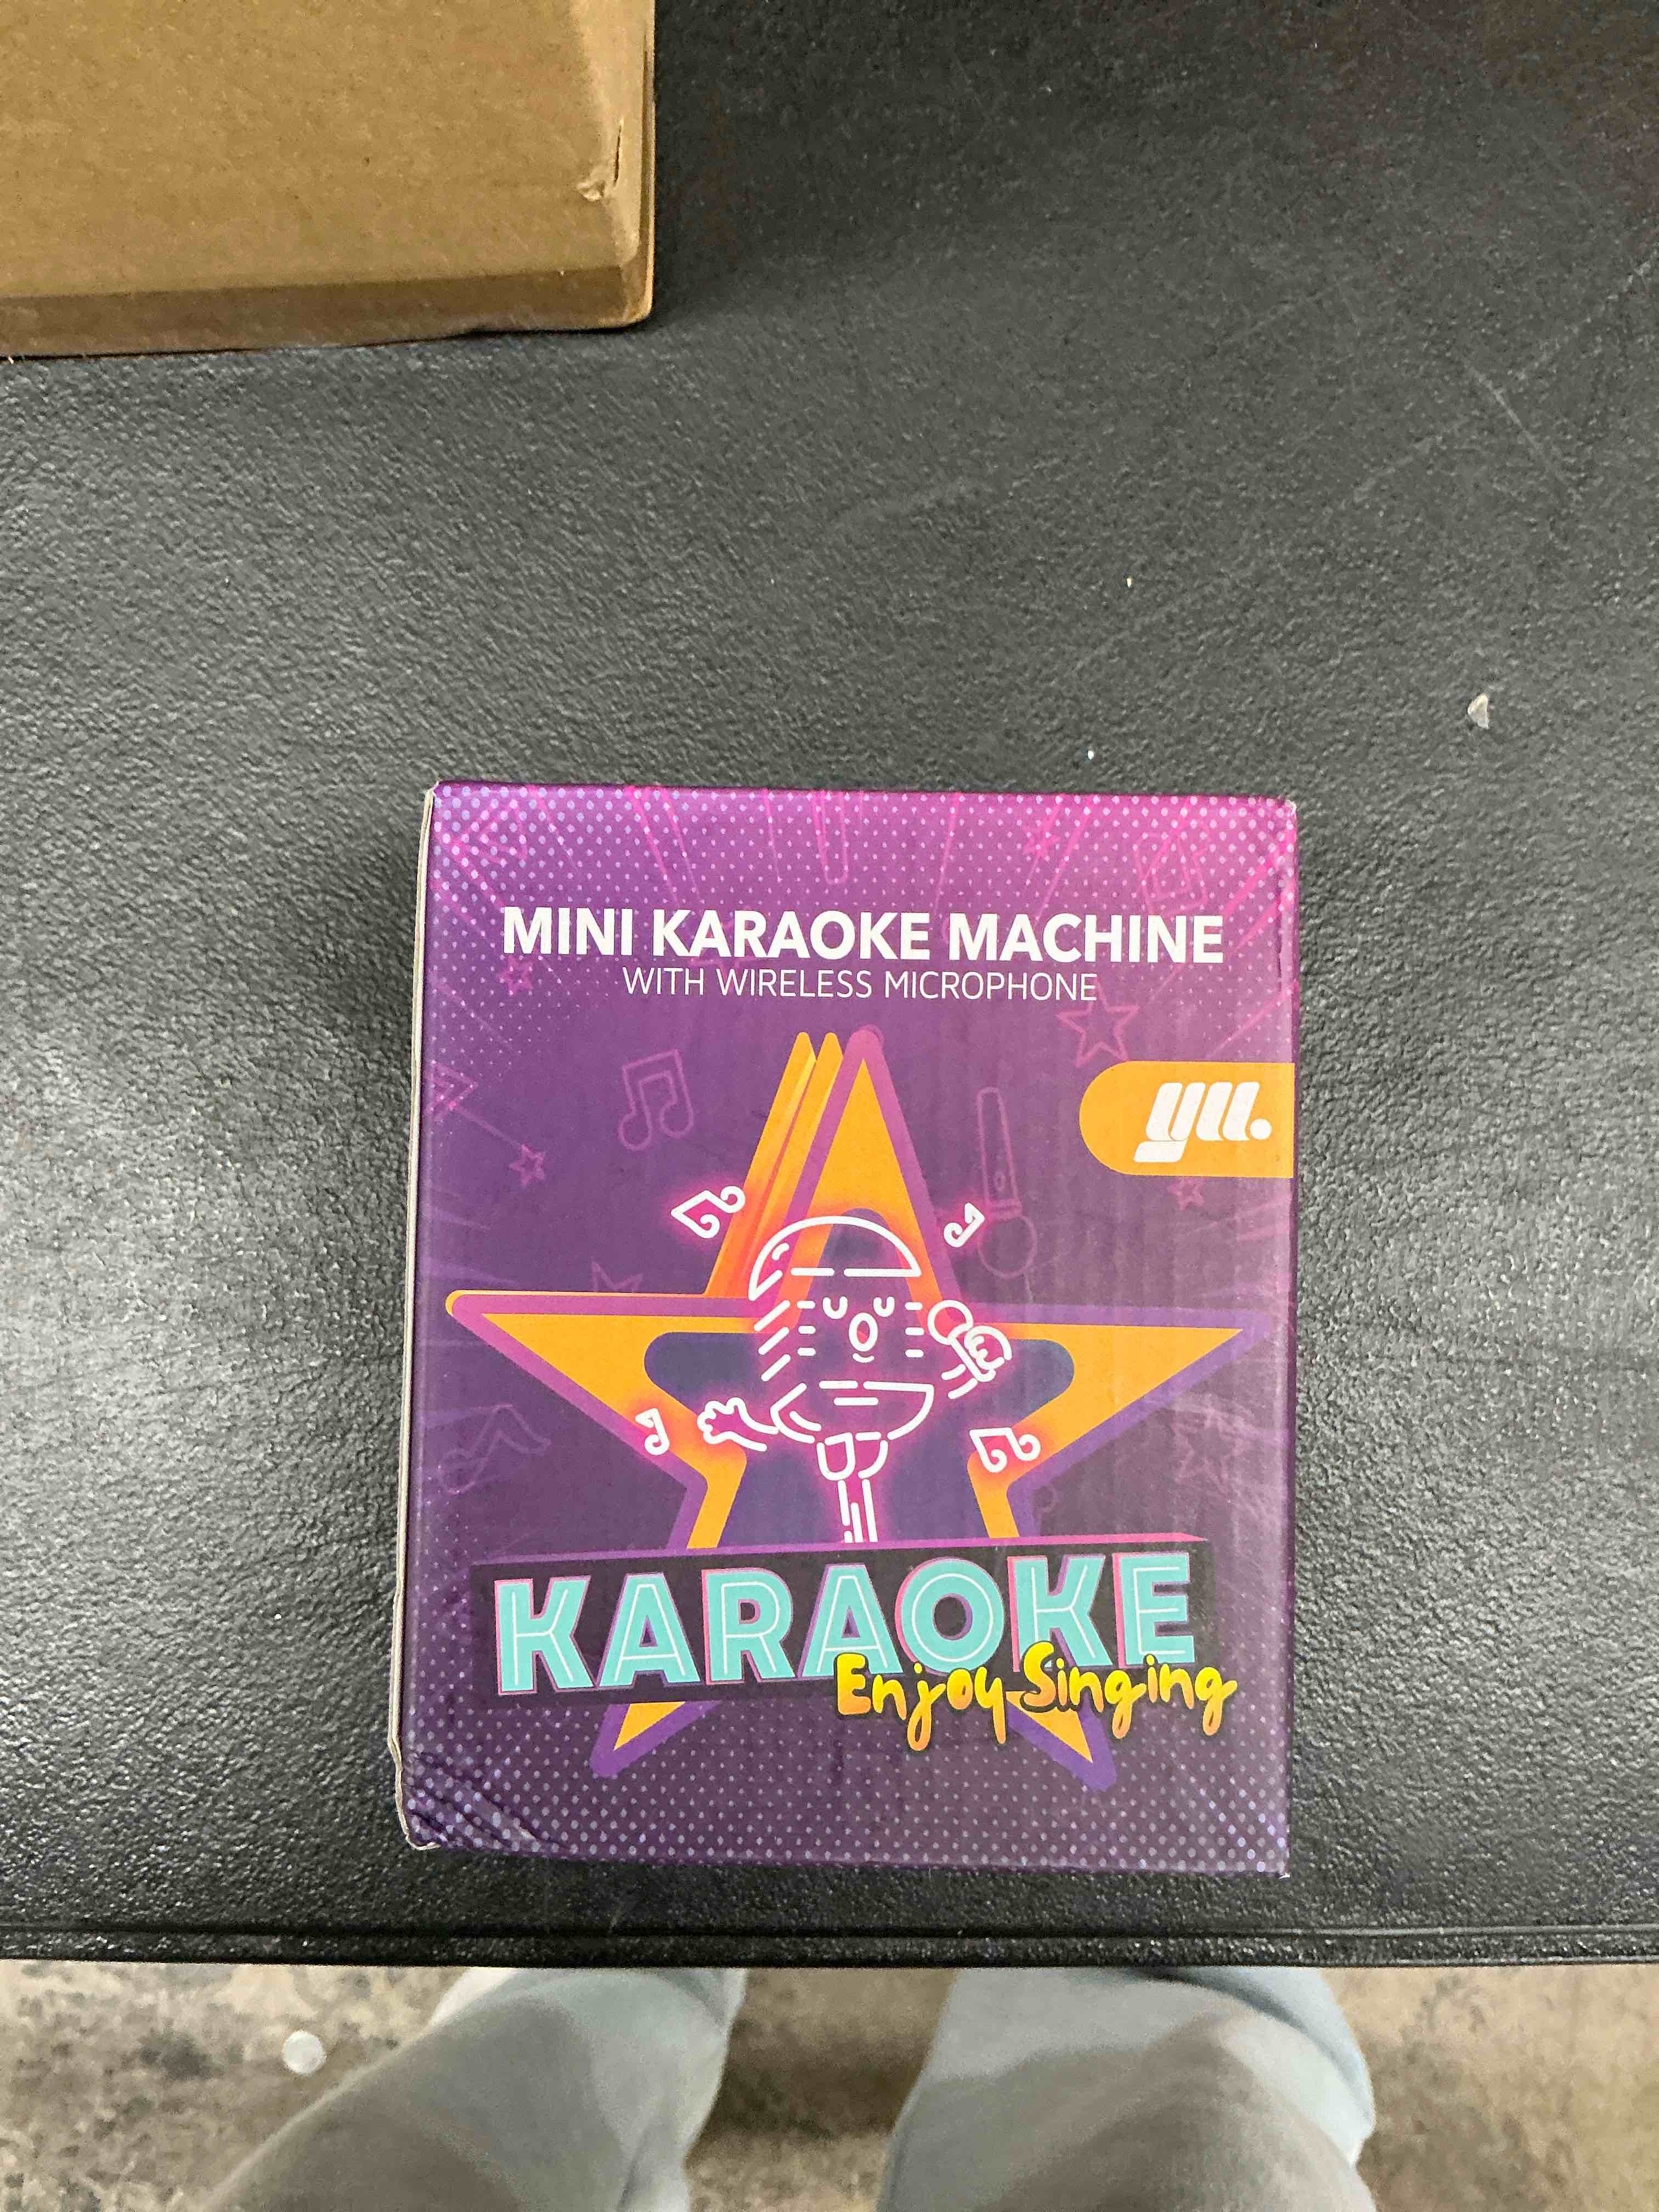 MINI KARAOKE MACHINE
WITH WIRELESS MICROPHONE
yu.
KARAOKE
Enjoy Singing